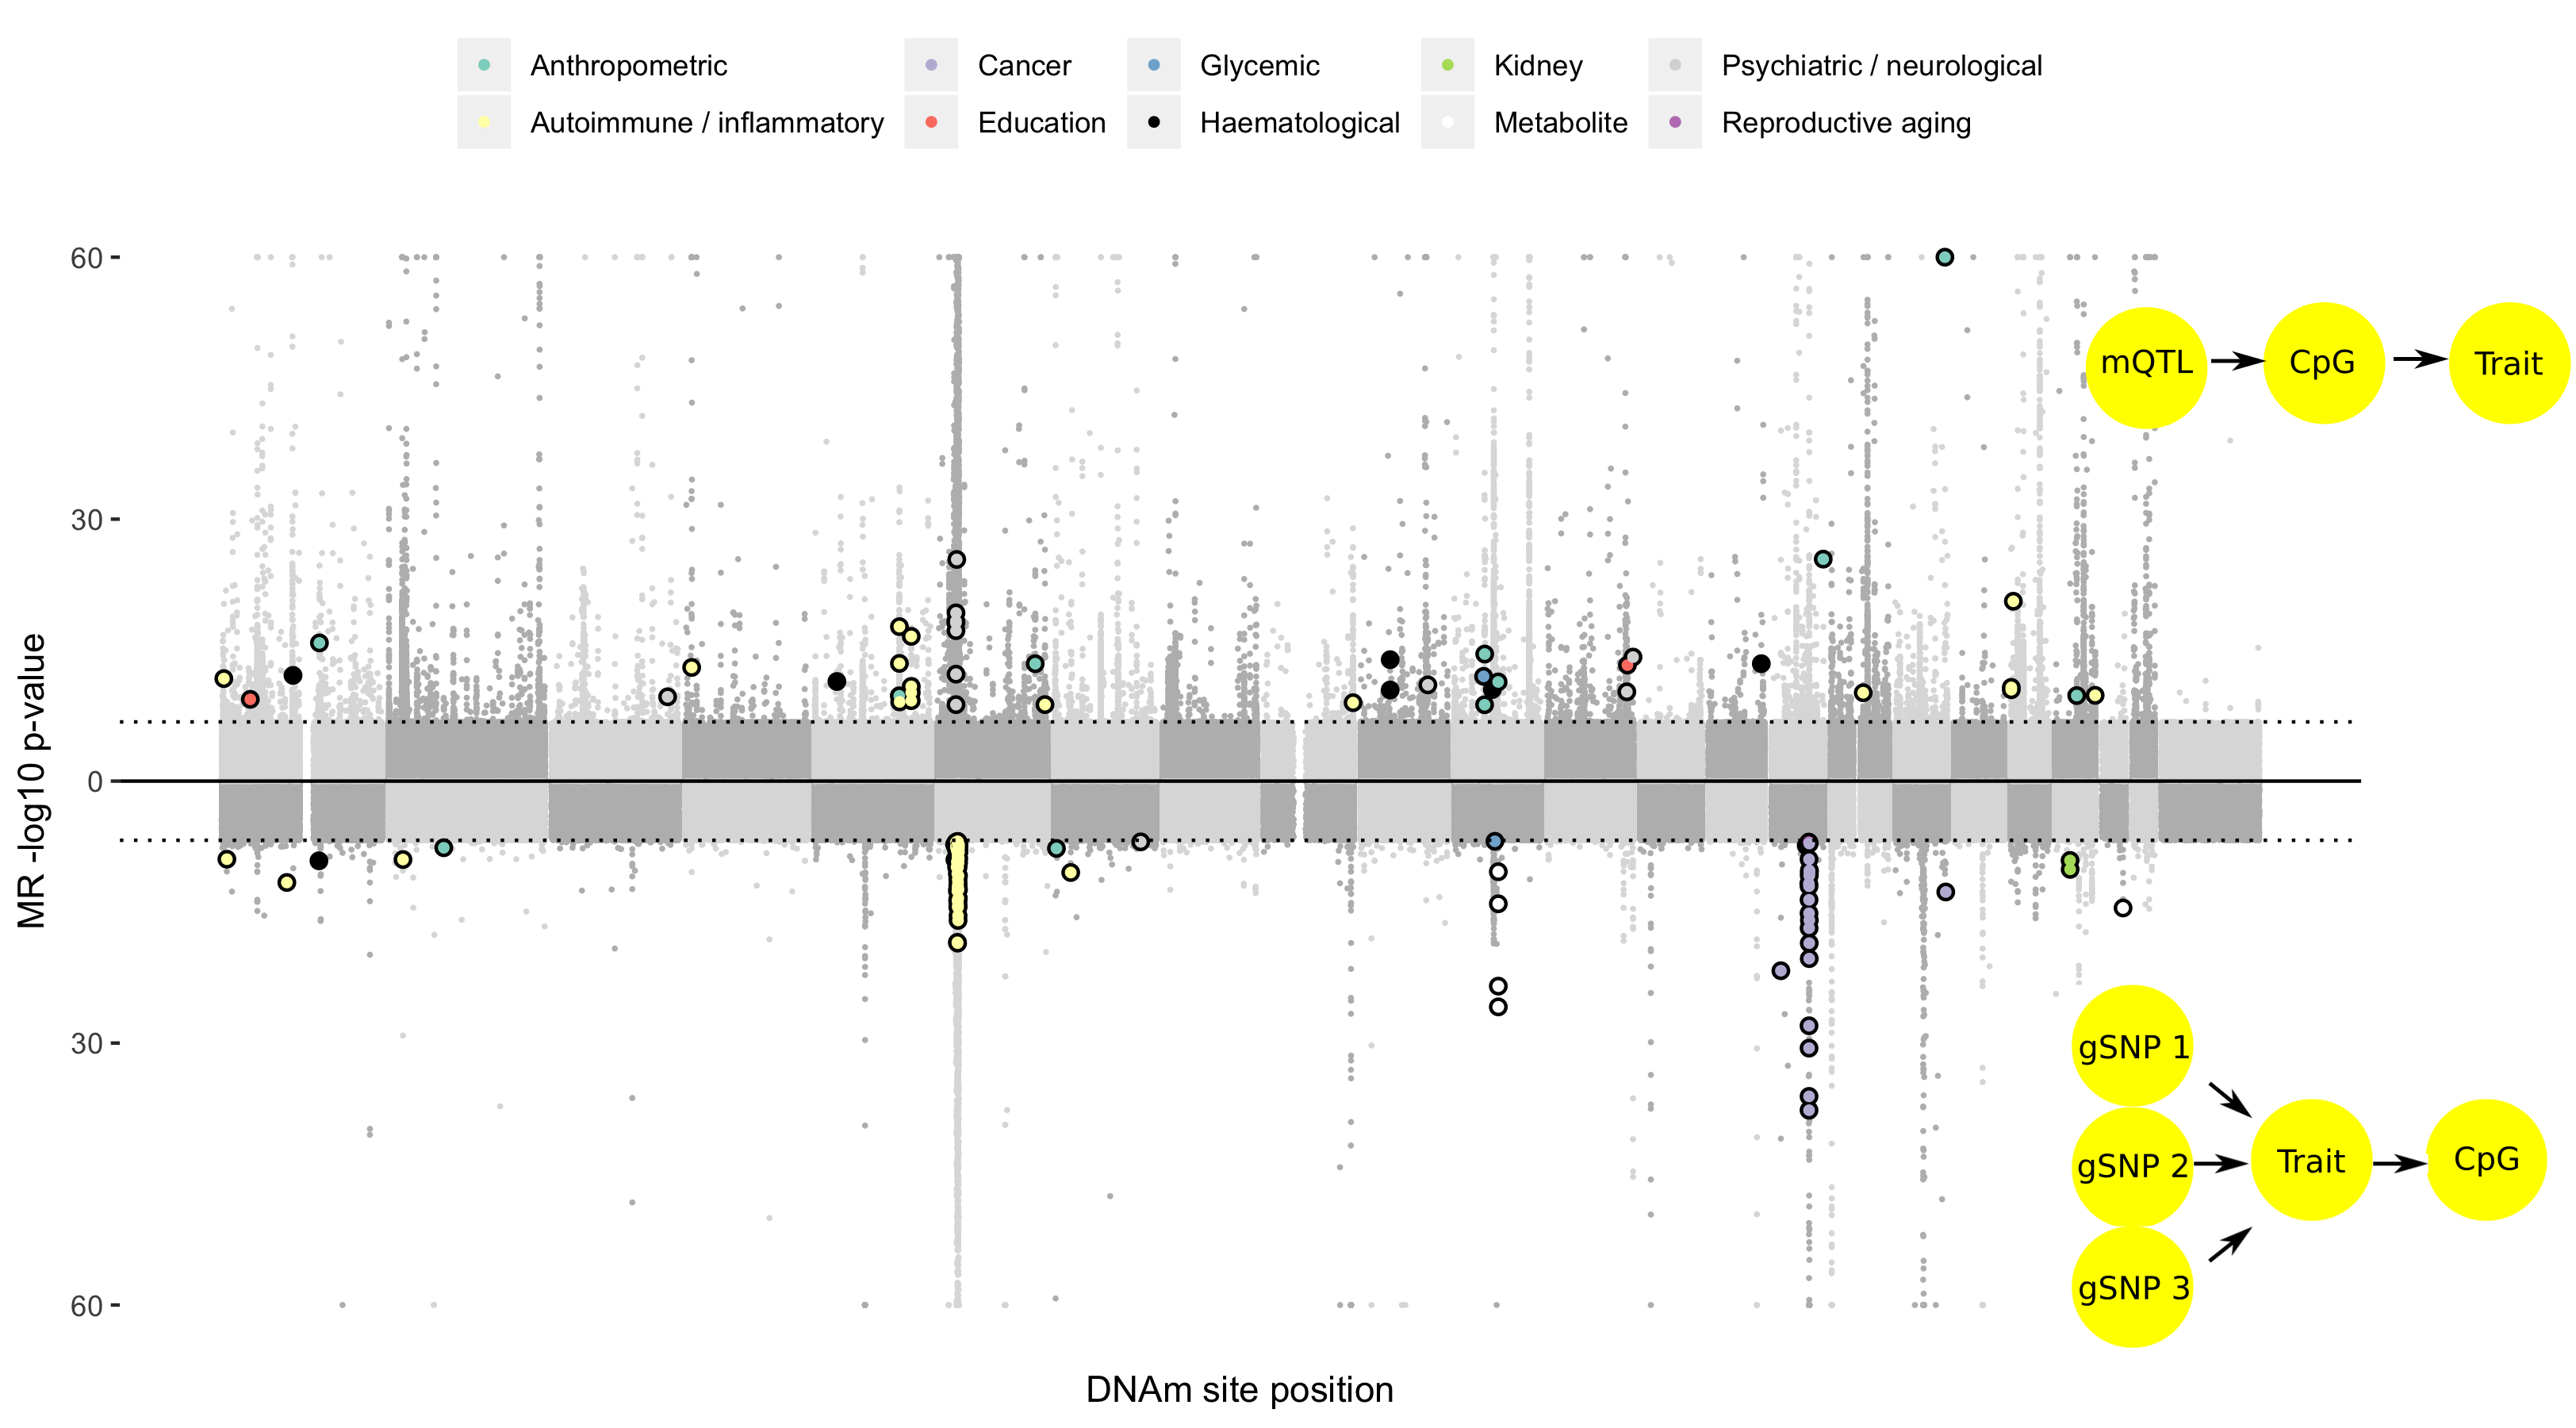 Anthropometric
Cancer
Glycemic
Kidney
Psychiatric / neurological
Autoimmune / inflammatory
Education
Haematological
Metabolite
Reproductive aging
MR -log10 p-value
60
30
0
30
60
mQTL
CpG
Trait
gSNP 1
gSNP 2
gSNP 3
Trait
CpG
DNAm site position